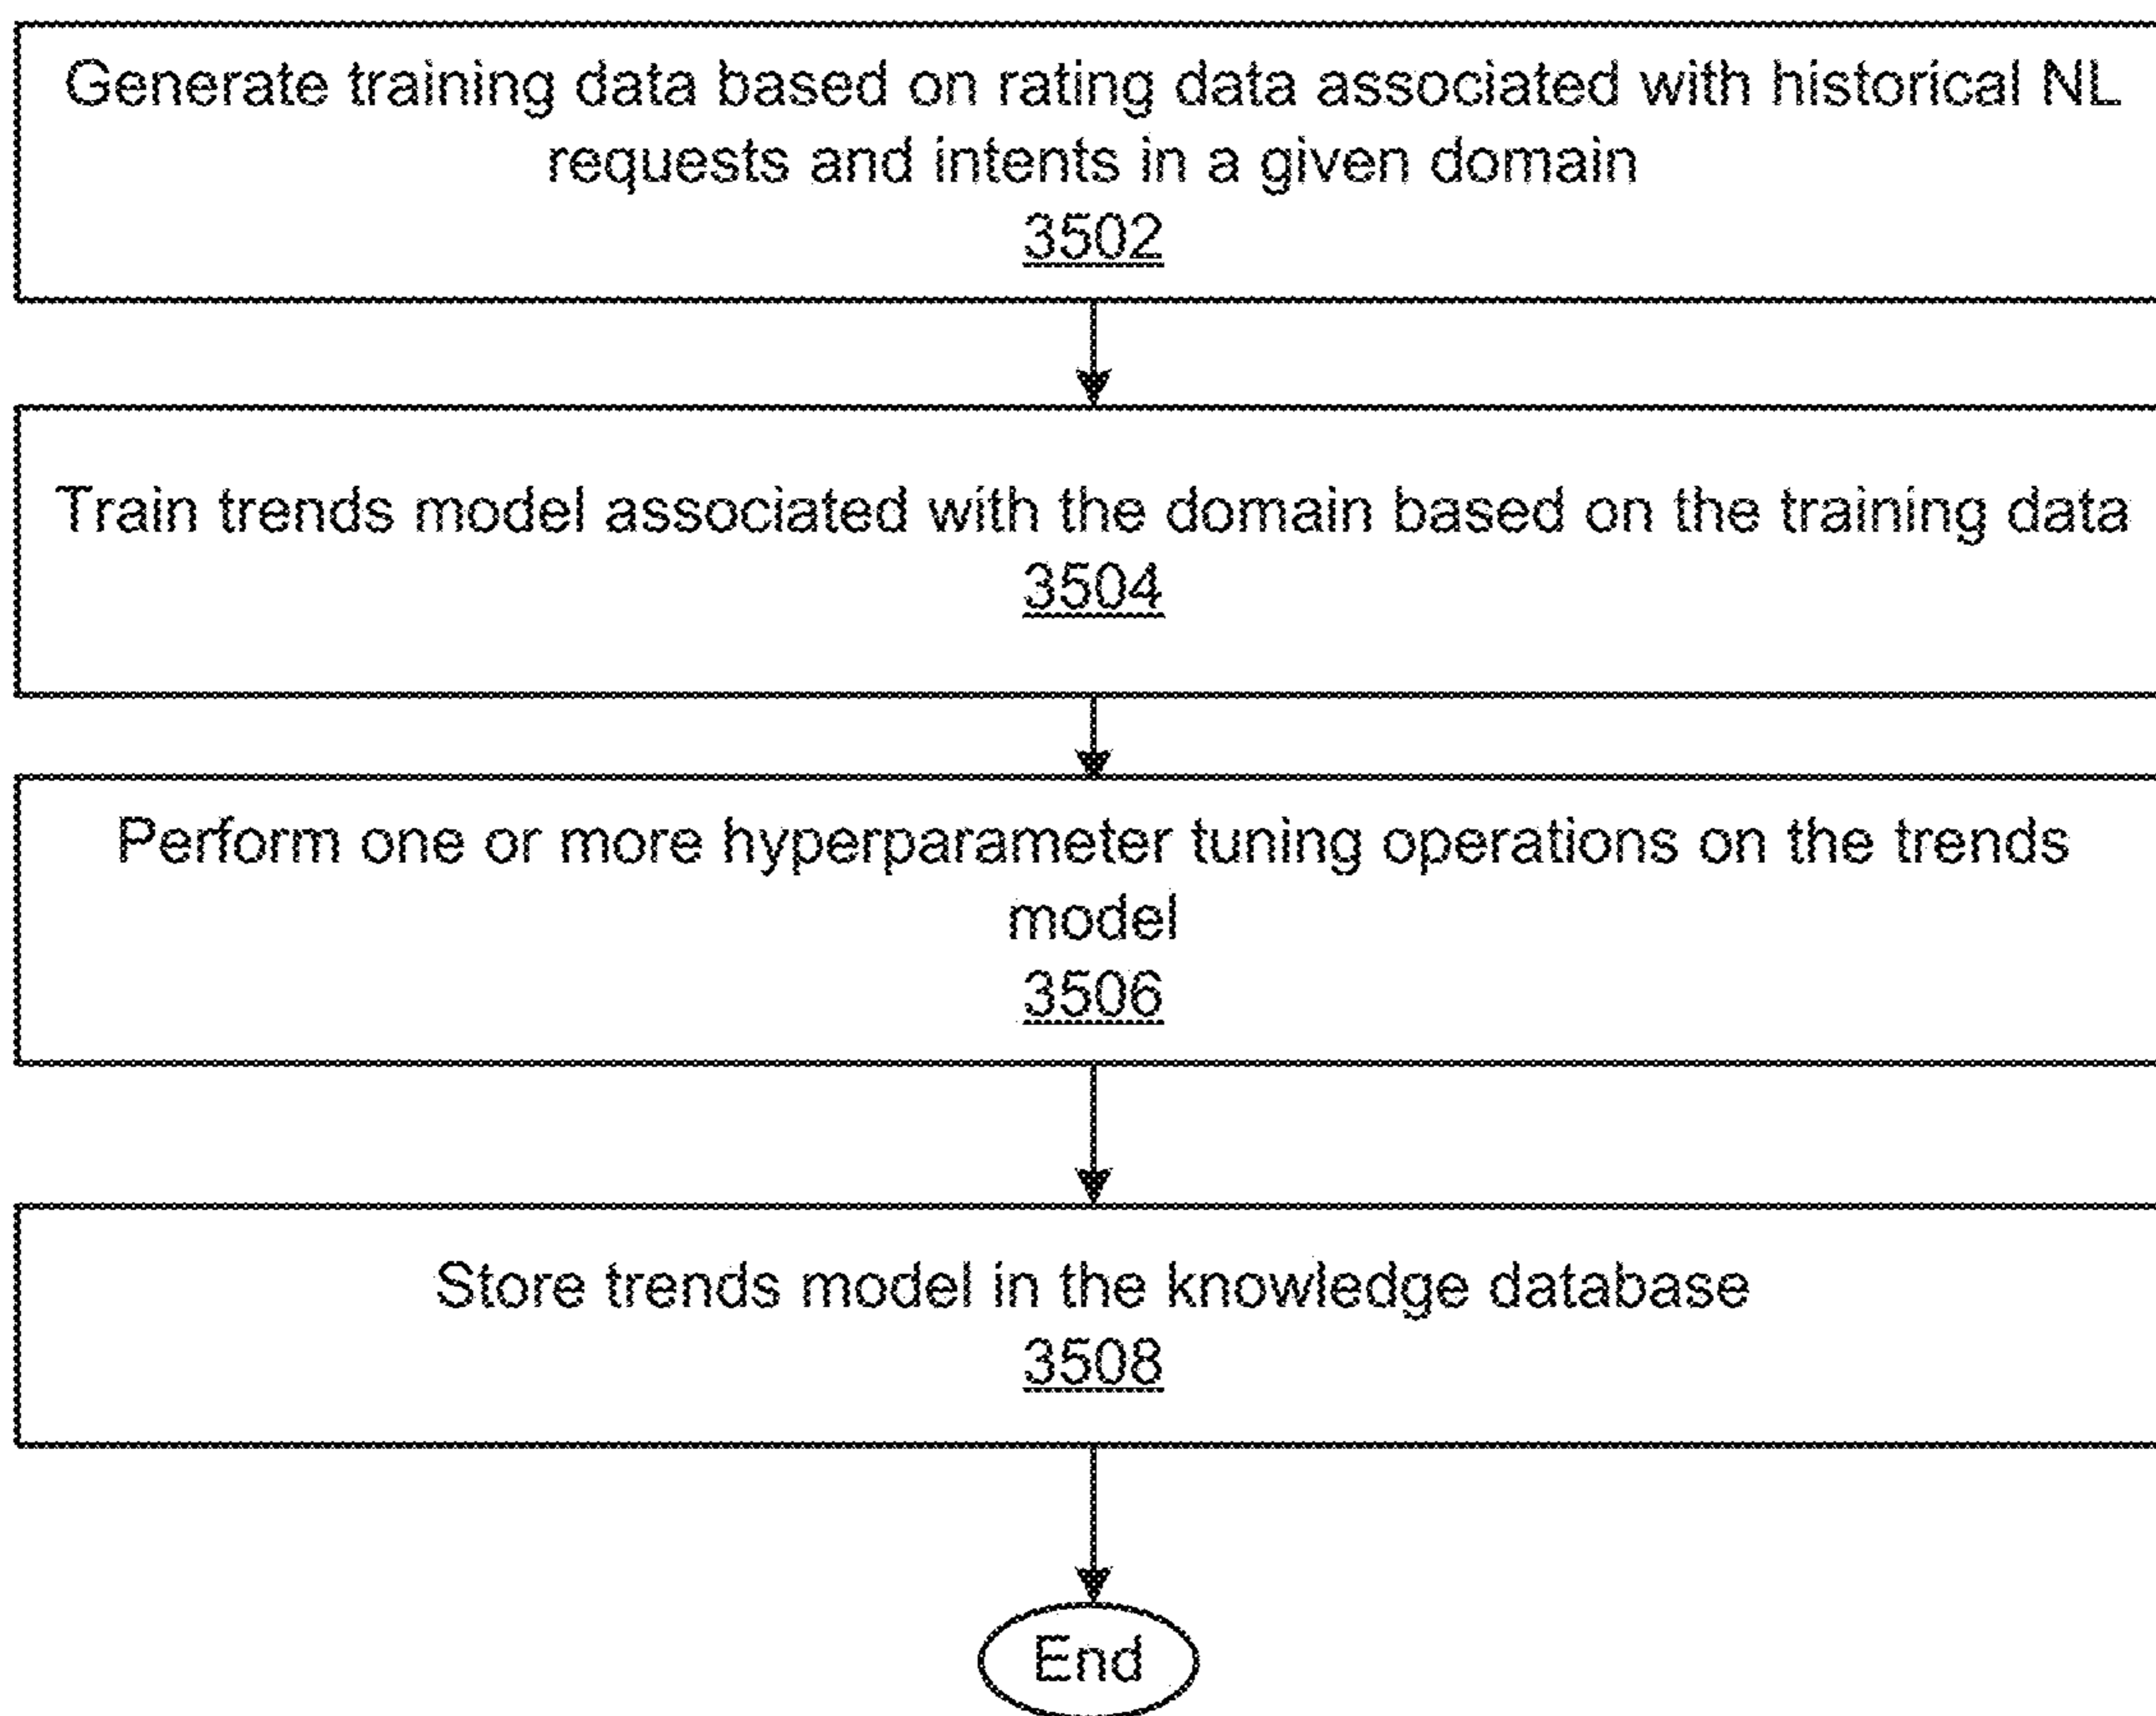 Generate training data based on rating data associated with historical NL
requests and intents in a given domain
3502
Train trends model associated with the domain based on the training data
3504
Perform one or more hyperparameter tuning operations on the trends
model
3506
Store trends model in the knowledge database
3508
End